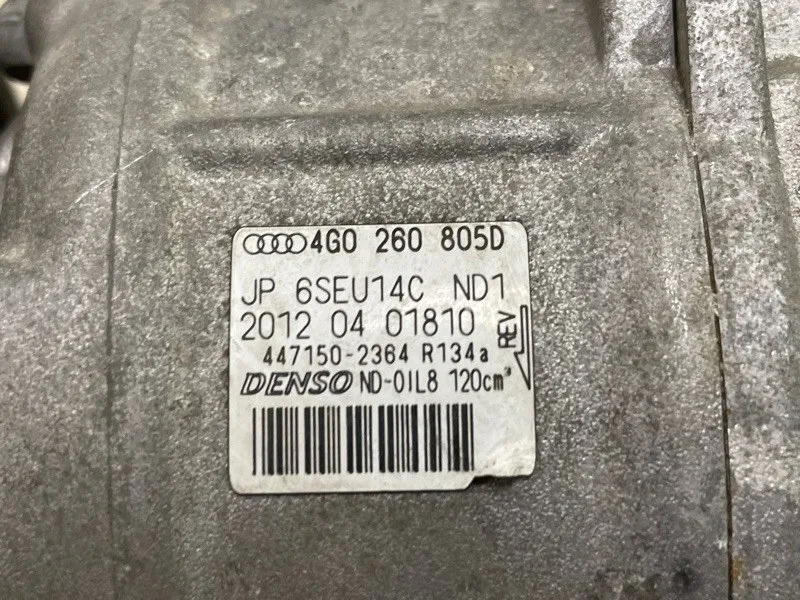 4G0 260 805D
JP 6SEU14C ND1
2012 04 01810
REV
447150-2364 R134a
DENSO ND-OIL8 120cm³